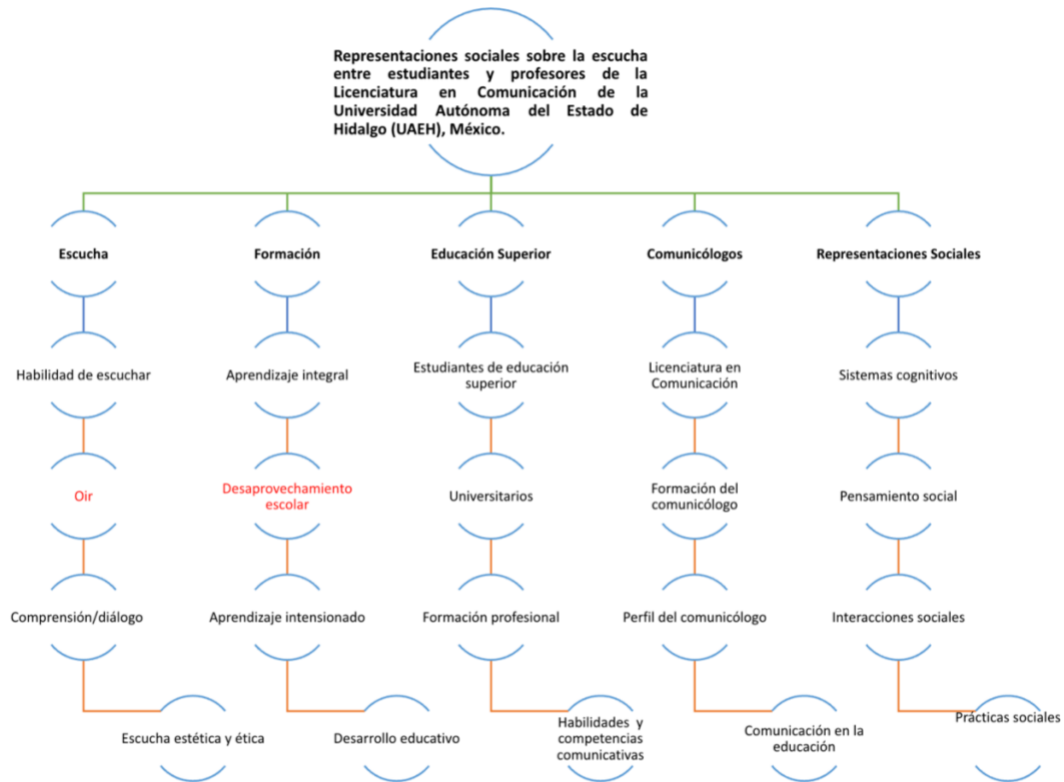 Representaciones sociales sobre la escucha
entre estudiantes y profesores de la
Licenciatura en Comunicación de la
Universidad Autónoma del Estado de
Hidalgo (UAEH), México.
Escucha
Formación
Educación Superior
Comunicólogos
Representaciones Sociales
Habilidad de escuchar
Aprendizaje integral
Estudiantes de educación
superior
Licenciatura en
Comunicación
Sistemas cognitivos
Oir
Desaprovechamiento
escolar
Universitarios
Formación del
comunicólogo
Pensamiento social
Comprensión/diálogo
Aprendizaje intensionado
Formación profesional
Perfil del comunicólogo
Interacciones sociales
Escucha estética y ética
Desarrollo educativo
Habilidades y
competencias
comunicativas
Comunicación en la
educación
Prácticas sociales